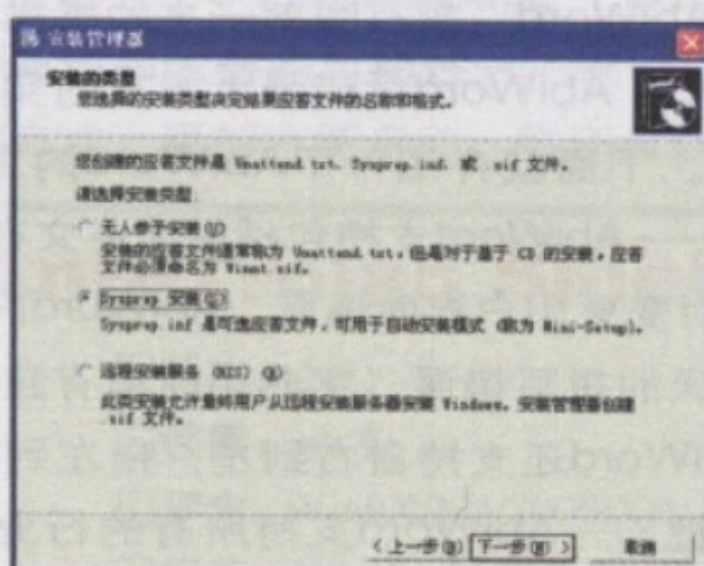 安装管理器
安装的类型
您选择的安装类型决定结果应答文件的名称和格式。
您创建的应答文件是 Unattend.txt、Sysprep.inf、或 .sif 文件。
请选择安装类型:
无人参予安装(U)
安装的应答文件通常称为 Unattend.txt，但是对于基于 CD 的安装，应答
文件必须命名为 Winnt.sif。
Sysprep 安装(S)
Sysprep.inf 是可选应答文件，可用于自动安装模式 (称为 Mini-Setup)。
远程安装服务 (RIS) (R)
此项安装允许最终用户从远程安装服务器安装 Windows。安装管理器创建
.sif 文件。
< 上一步(B) 下一步(N) > 取消